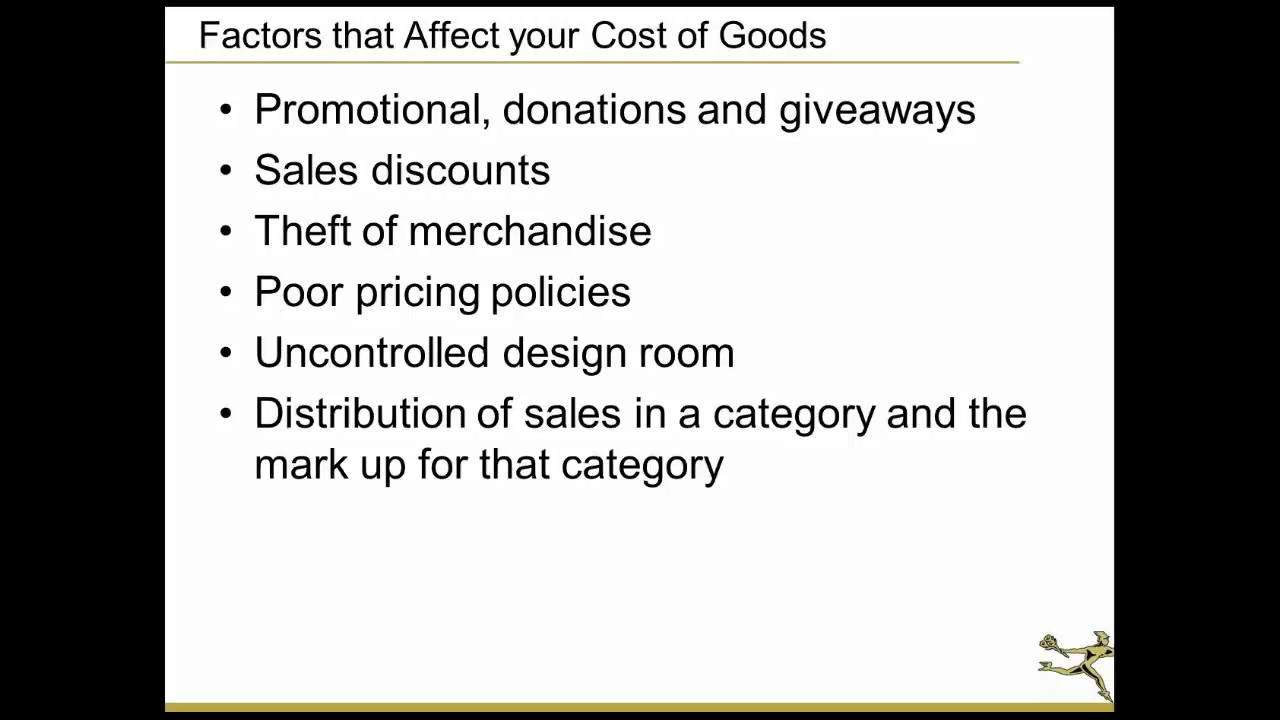 Factors that Affect your Cost of Goods
• Promotional, donations and giveaways
• Sales discounts
• Theft of merchandise
• Poor pricing policies
• Uncontrolled design room
• Distribution of sales in a category and the
mark up for that category